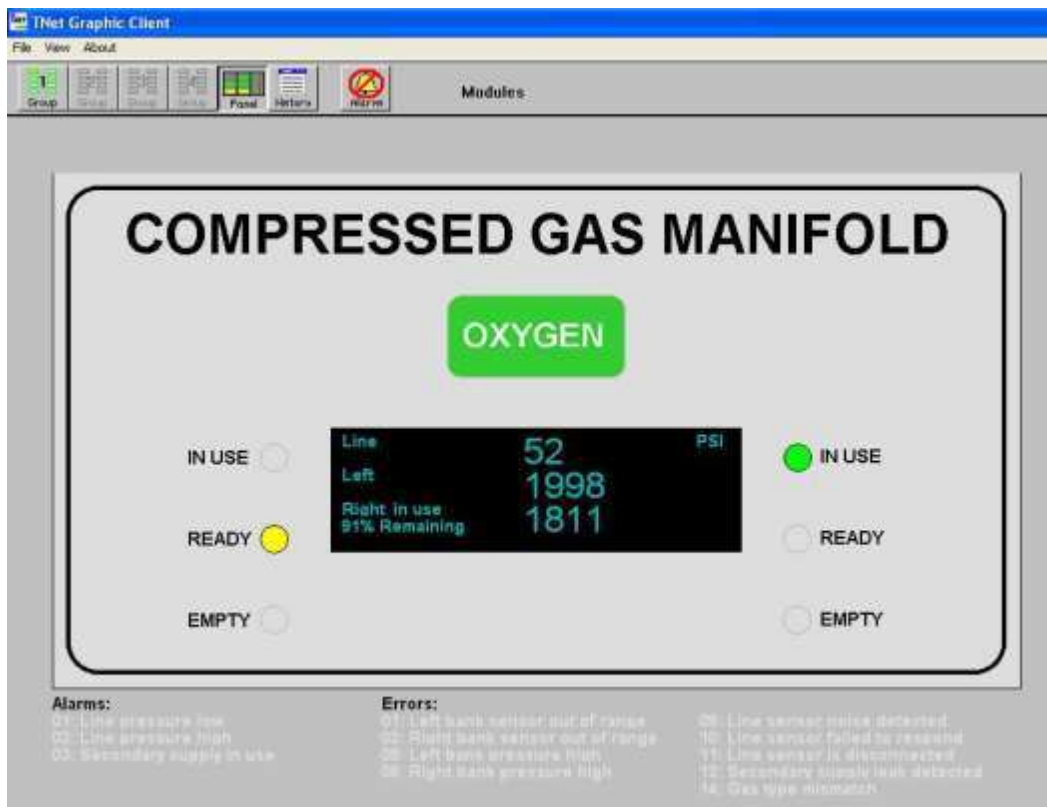 TNet Graphic Client
File View About
1 Group Group Group Group Panel History Alarm Modules
COMPRESSED GAS MANIFOLD
OXYGEN
Line 52 PSI
IN USE IN USE
Left 1998
Right in use 1811
91% Remaining
READY READY
EMPTY EMPTY
Alarms: Errors:
01: Line pressure low 01: Left bank sensor out of range 09: Line sensor noise detected
02: Line pressure high 02: Right bank sensor out of range 10: Line sensor failed to respond
03: Secondary supply in use Left bank pressure high 11: Line sensor is disconnected
Right bank pressure high 12: Secondary supply leak detected
14: Gas type mismatch